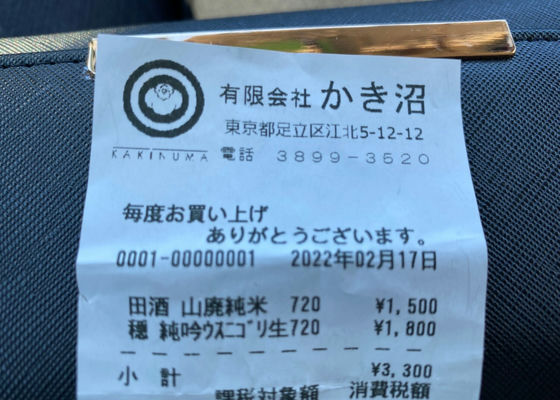 有限会社 かき沼
東京都足立区江北5-12-12
KAKINUMA 電話 3899-3520
毎度お買い上げ
ありがとうございます。
0001-00000001 2022年02月17日
田酒 山廃純米 720 ¥1,500
穏 純吟ウスニゴリ生720 ¥1,800
小 計 ¥3,300
課税対象額 消費税額